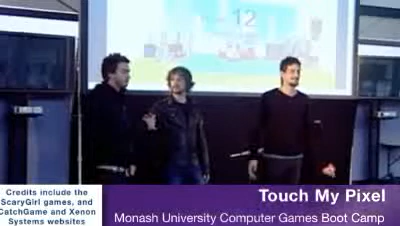 12
Touch My Pixel
Monash University Computer Games Boot Camp
Credits include the
ScaryGirl games, and
CatchGame and Xenon
Systems websites